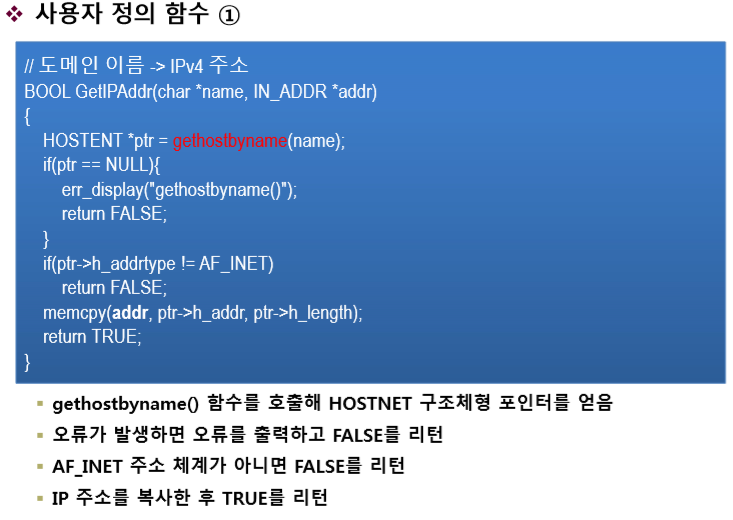 ❖ 사용자 정의 함수 ①
// 도메인 이름 -> IPv4 주소
BOOL GetIPAddr(char *name, IN_ADDR *addr)
{
HOSTENT *ptr = gethostbyname(name);
if(ptr == NULL){
err_display("gethostbyname()");
return FALSE;
}
if(ptr->h_addrtype != AF_INET)
return FALSE;
memcpy(addr, ptr->h_addr, ptr->h_length);
return TRUE;
}
▪ gethostbyname() 함수를 호출해 HOSTNET 구조체형 포인터를 얻음
▪ 오류가 발생하면 오류를 출력하고 FALSE를 리턴
▪ AF_INET 주소 체계가 아니면 FALSE를 리턴
▪ IP 주소를 복사한 후 TRUE를 리턴